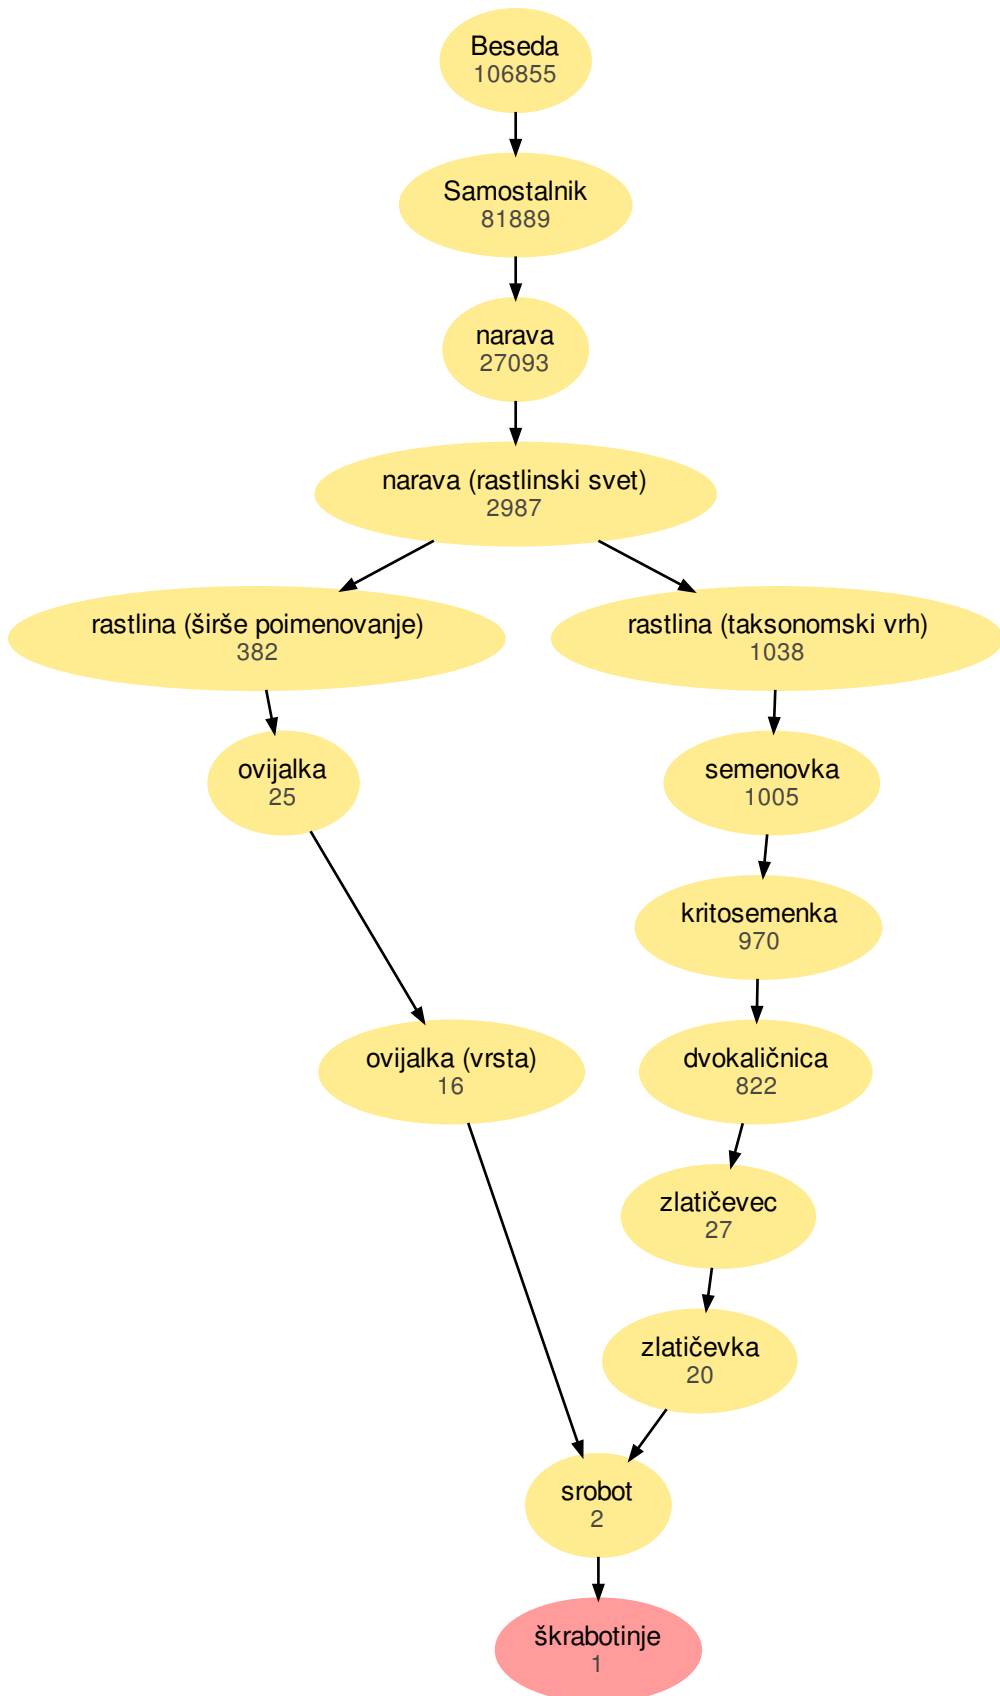 Beseda
106855
Samostalnik
81889
narava
27093
narava (rastlinski svet)
2987
rastlina (širše poimenovanje)
382
rastlina (taksonomski vrh)
1038
ovijalka
25
semenovka
1005
kritosemenka
970
ovijalka (vrsta)
16
dvokaličnica
822
zlatičevec
27
zlatičevka
20
srobot
2
škrabotinje
1